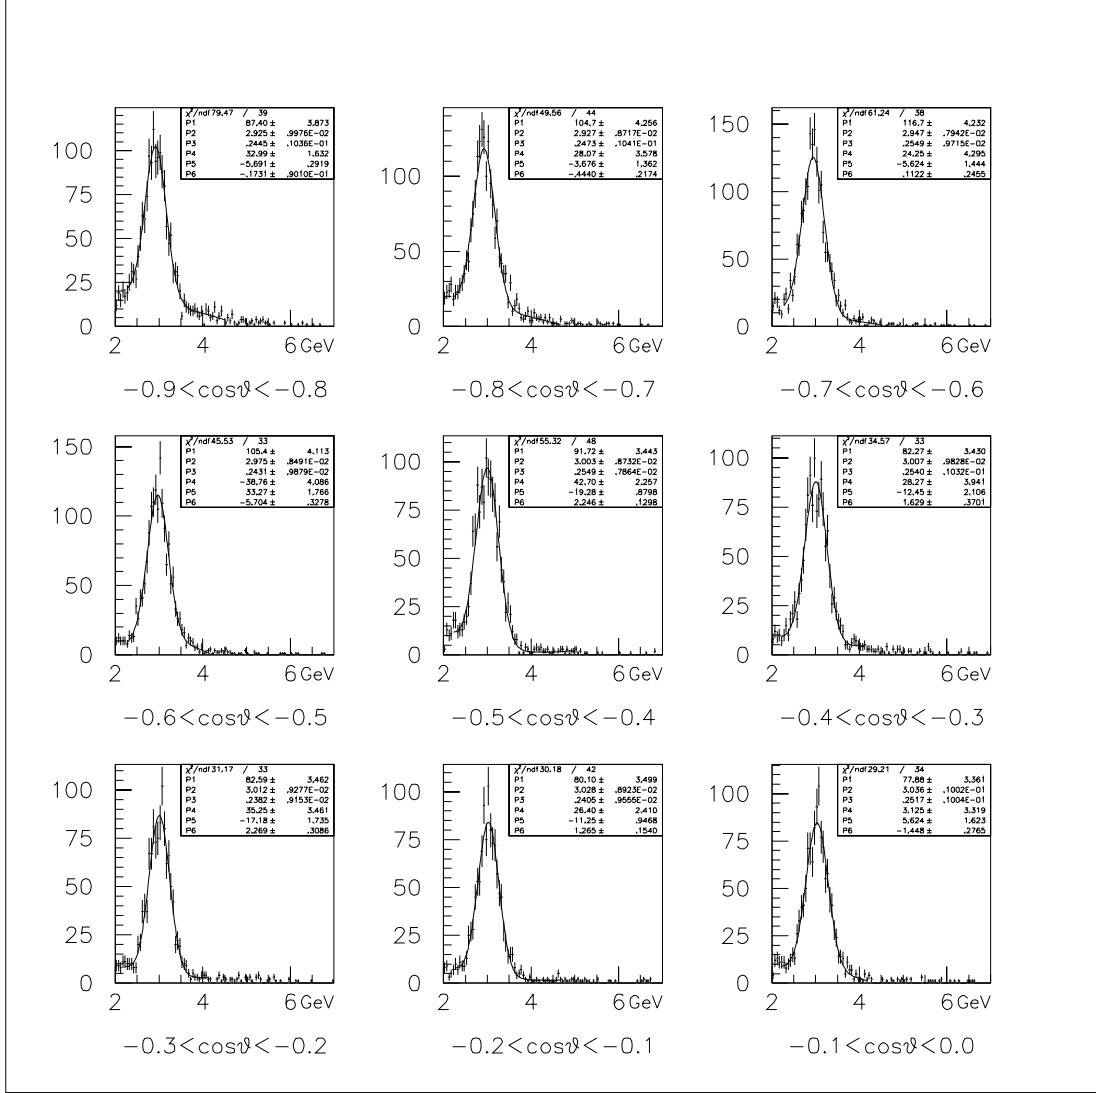 χ²/ndf 79.47 / 39
P1 87.40 ± 3.873
P2 2.925 ± .9976E-02
P3 .2445 ± .1036E-01
P4 32.99 ± 1.632
P5 -5.691 ± .2919
P6 -.1731 ± .9010E-01
100
75
50
25
0
2 4 6 GeV
-0.9<cosϑ<-0.8
χ²/ndf 49.56 / 44
P1 104.7 ± 4.256
P2 2.927 ± .8717E-02
P3 .2473 ± .1041E-01
P4 28.07 ± 3.578
P5 -3.676 ± 1.362
P6 -.4440 ± .2174
100
50
0
2 4 6 GeV
-0.8<cosϑ<-0.7
χ²/ndf 61.24 / 38
P1 116.7 ± 4.232
P2 2.947 ± .7942E-02
P3 .2549 ± .9715E-02
P4 24.25 ± 4.295
P5 -5.624 ± 1.444
P6 .1122 ± .2455
150
100
50
0
2 4 6 GeV
-0.7<cosϑ<-0.6
χ²/ndf 45.53 / 33
P1 105.4 ± 4.113
P2 2.975 ± .8491E-02
P3 .2431 ± .9879E-02
P4 -38.76 ± 4.086
P5 33.27 ± 1.766
P6 -5.704 ± .3278
150
100
50
0
2 4 6 GeV
-0.6<cosϑ<-0.5
χ²/ndf 55.32 / 48
P1 91.72 ± 3.443
P2 3.003 ± .8732E-02
P3 .2549 ± .7864E-02
P4 42.70 ± 2.257
P5 -19.28 ± .8798
P6 2.246 ± .1298
100
75
50
25
0
2 4 6 GeV
-0.5<cosϑ<-0.4
χ²/ndf 34.57 / 33
P1 82.27 ± 3.430
P2 3.007 ± .9828E-02
P3 .2540 ± .1032E-01
P4 28.27 ± 3.941
P5 -12.45 ± 2.106
P6 1.629 ± .3701
100
75
50
25
0
2 4 6 GeV
-0.4<cosϑ<-0.3
χ²/ndf 31.17 / 33
P1 82.59 ± 3.462
P2 3.012 ± .9277E-02
P3 .2382 ± .9153E-02
P4 35.25 ± 3.461
P5 -17.18 ± 1.735
P6 2.269 ± .3086
100
75
50
25
0
2 4 6 GeV
-0.3<cosϑ<-0.2
χ²/ndf 30.18 / 42
P1 80.10 ± 3.499
P2 3.028 ± .8923E-02
P3 .2405 ± .9555E-02
P4 26.40 ± 2.410
P5 -11.25 ± .9468
P6 1.265 ± .1540
100
75
50
25
0
2 4 6 GeV
-0.2<cosϑ<-0.1
χ²/ndf 29.21 / 34
P1 77.88 ± 3.361
P2 3.036 ± .1002E-01
P3 .2517 ± .1004E-01
P4 3.125 ± 3.319
P5 5.624 ± 1.623
P6 -1.448 ± .2765
100
75
50
25
0
2 4 6 GeV
-0.1<cosϑ<0.0